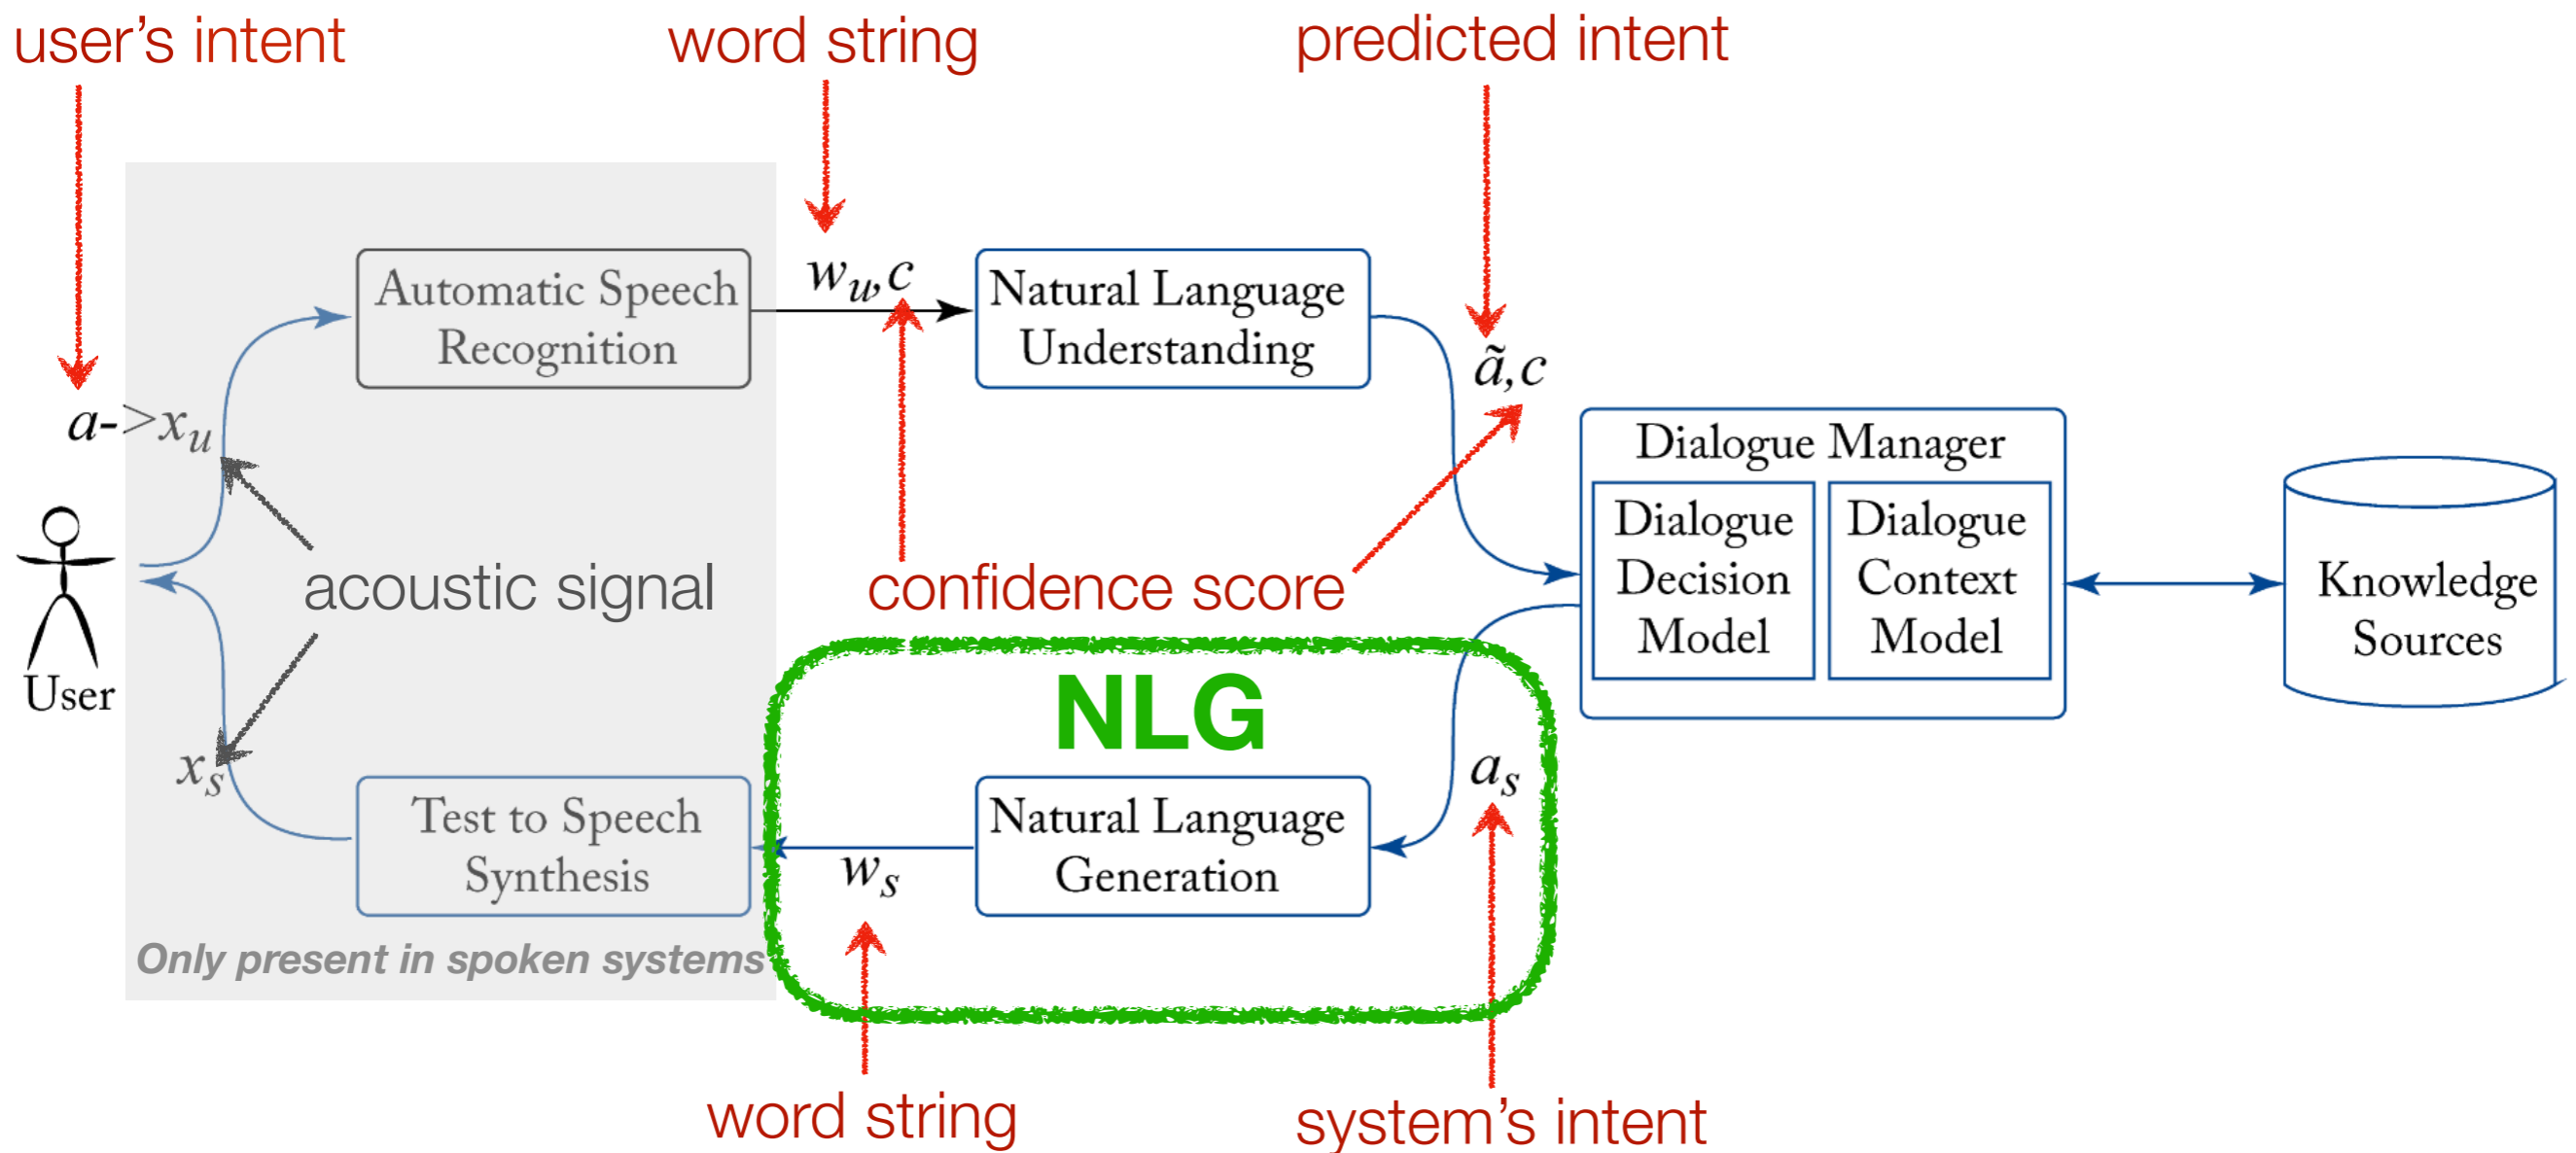 user's intent
word string
predicted intent
Automatic Speech
Recognition
w_u,c
Natural Language
Understanding
ã,c
a->x_u
Dialogue Manager
Dialogue
Decision
Model
Dialogue
Context
Model
Knowledge
Sources
User
acoustic signal
confidence score
NLG
x_s
Test to Speech
Synthesis
w_s
Natural Language
Generation
a_s
Only present in spoken systems
word string
system's intent